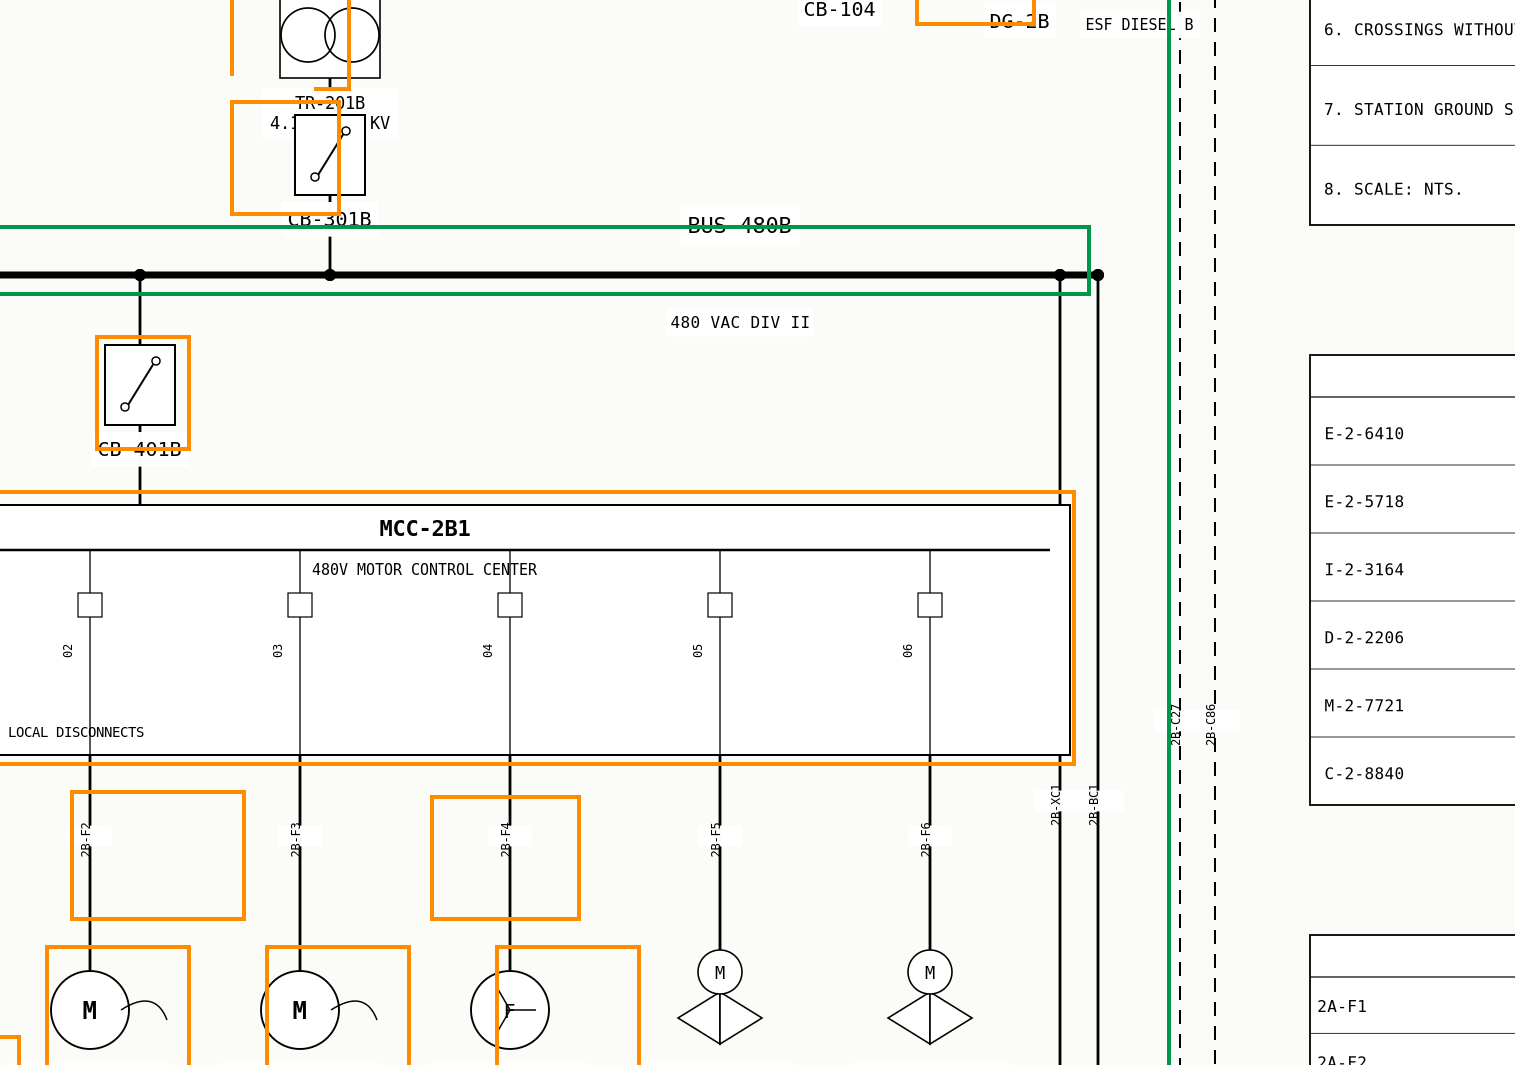 CB-104
DG-2B
ESF DIESEL B
TR-201B
KV
CB-301B
BUS 480B
480 VAC DIV II
CB-401B
MCC-2B1
480V MOTOR CONTROL CENTER
02
03
04
05
06
LOCAL DISCONNECTS
2B-F2
2B-F3
2B-F4
2B-F5
2B-F6
2B-XC1
2B-BC1
2B-C27
2B-C86
M
M
F
M
M
6. CROSSINGS
7. STATION GROUND
8. SCALE: NTS.
E-2-6410
E-2-5718
I-2-3164
D-2-2206
M-2-7721
C-2-8840
2A-F1
2A-F2